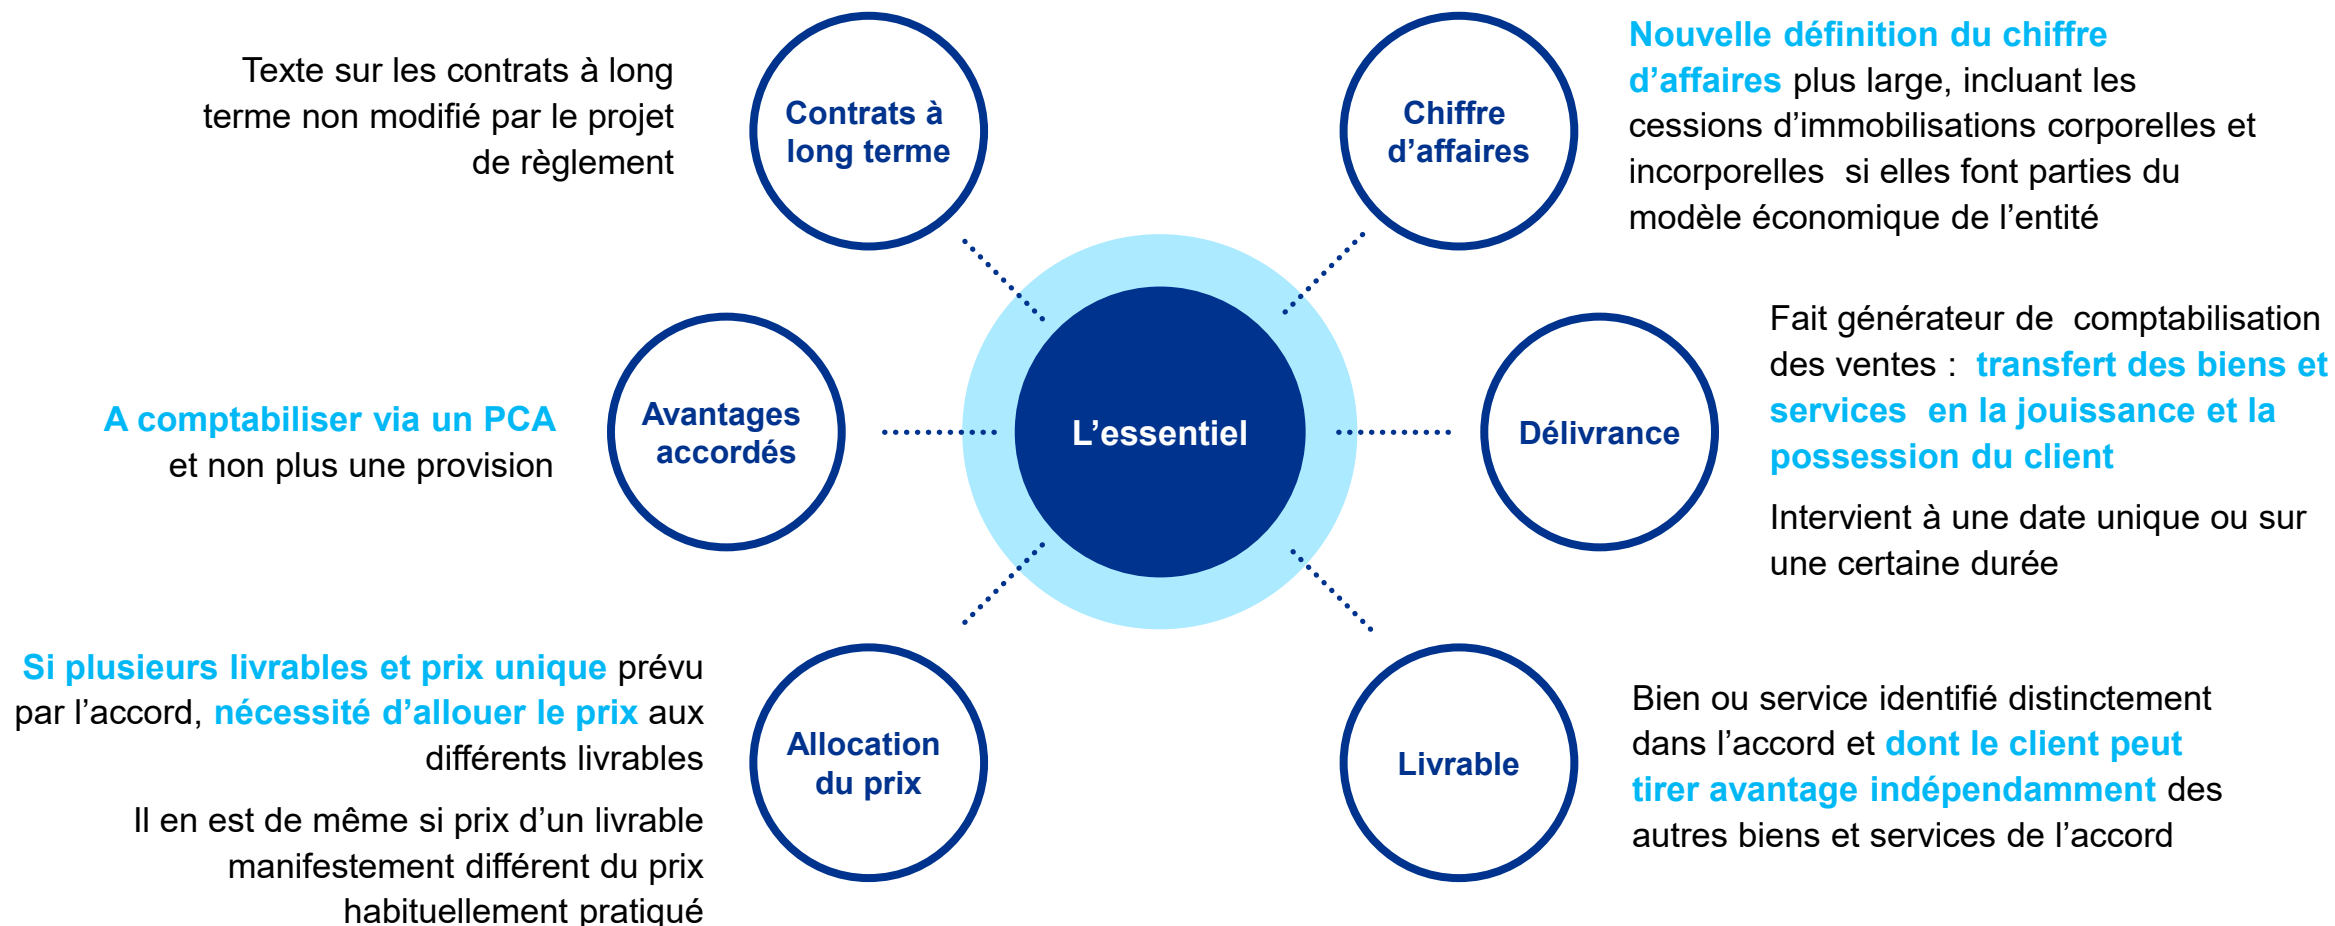 Texte sur les contrats à long
terme non modifié par le projet
de règlement
Contrats à
long terme
Chiffre
d’affaires
Nouvelle définition du chiffre
d’affaires plus large, incluant les
cessions d’immobilisations corporelles et
incorporelles  si elles font parties du
modèle économique de l’entité
A comptabiliser via un PCA
et non plus une provision
Avantages
accordés
L’essentiel
Délivrance
Fait générateur de  comptabilisation
des ventes :  transfert des biens et
services  en la jouissance et la
possession du client
Intervient à une date unique ou sur
une certaine durée
Si plusieurs livrables et prix unique prévu
par l’accord, nécessité d’allouer le prix aux
différents livrables
Il en est de même si prix d’un livrable
manifestement différent du prix
habituellement pratiqué
Allocation
du prix
Livrable
Bien ou service identifié distinctement
dans l’accord et dont le client peut
tirer avantage indépendamment des
autres biens et services de l’accord